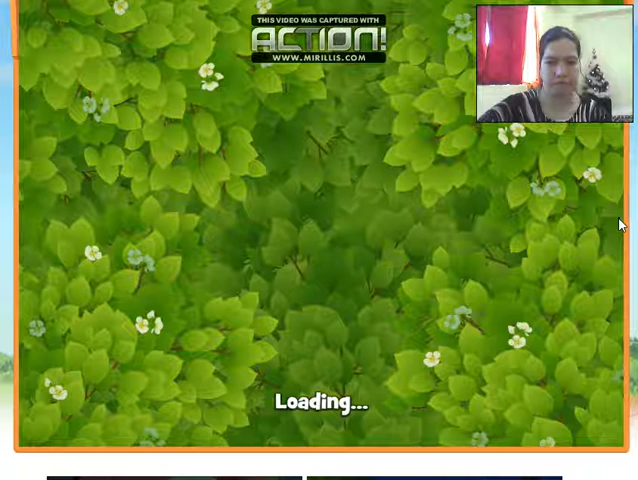 THIS VIDEO WAS CAPTURED WITH
ACTION!
WWW.MIRILLIS.COM
Loading...